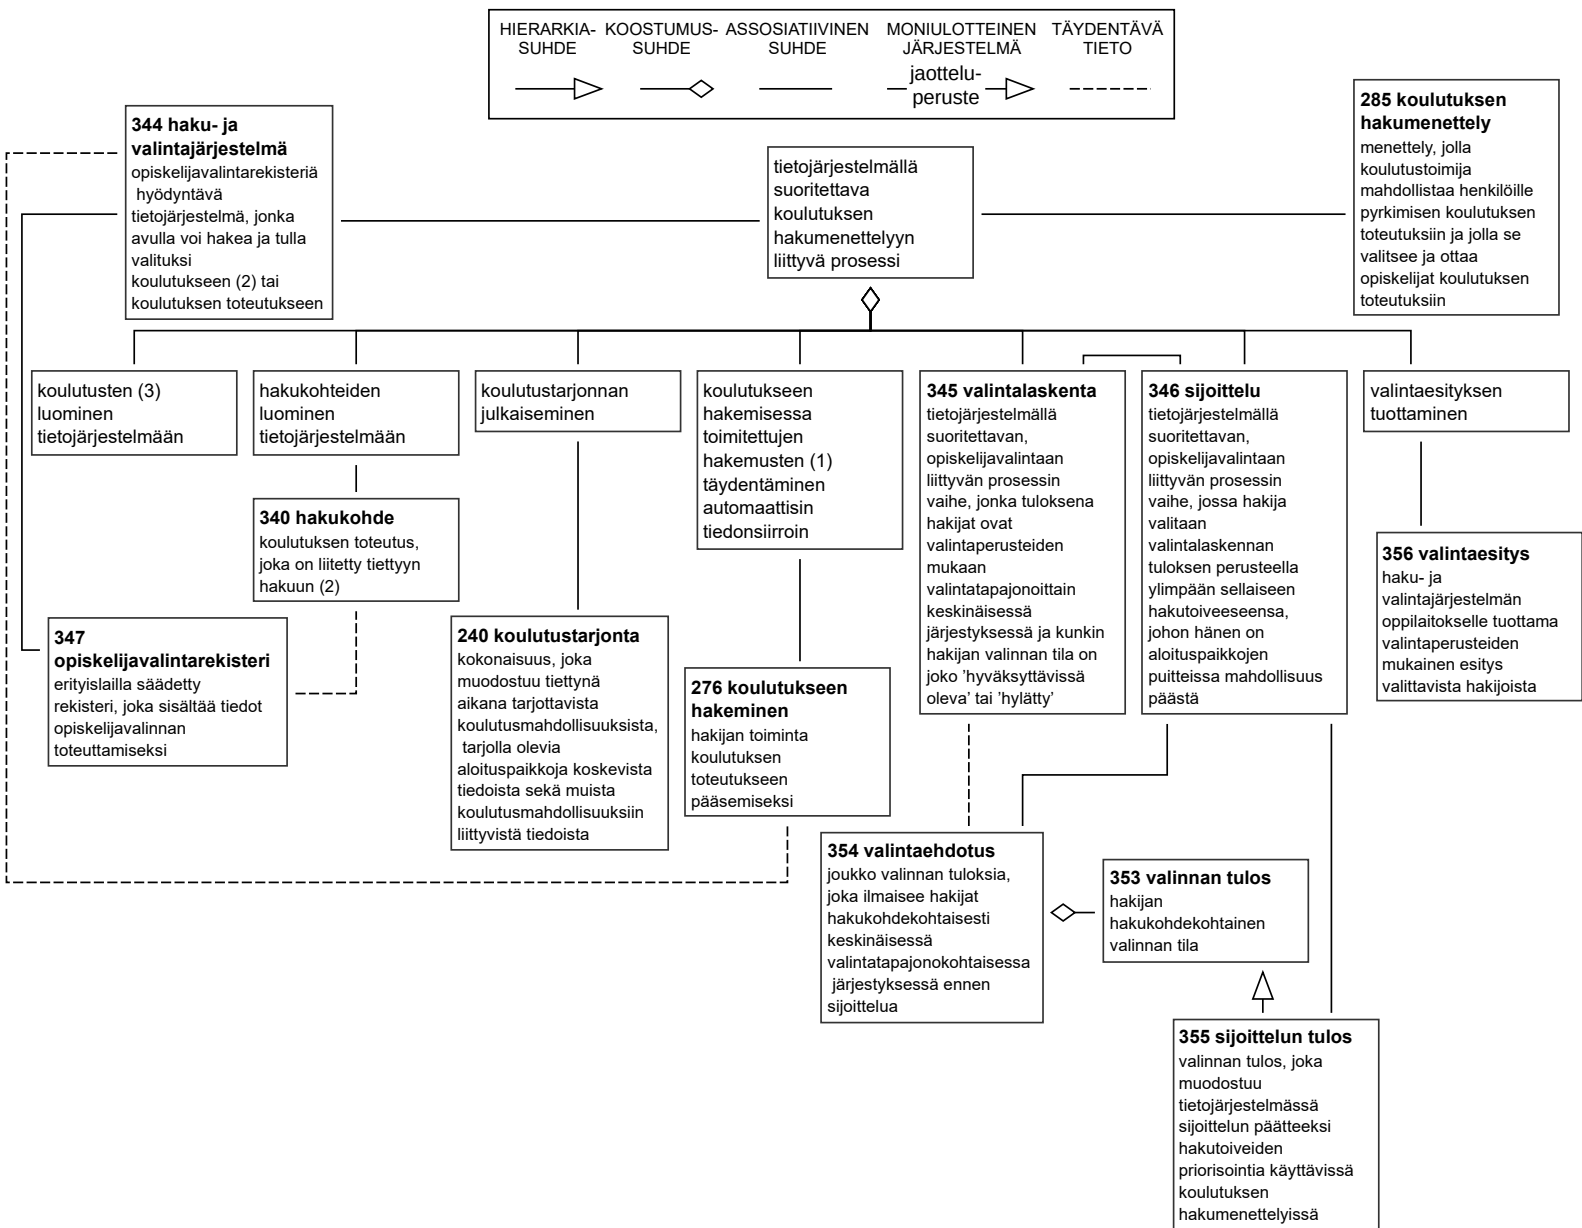 HIERARKIA-
SUHDE
KOOSTUMUS-
SUHDE
ASSOSIATIIVINEN
SUHDE
MONIULOTTEINEN
JÄRJESTELMÄ
jaottelu-
peruste
TÄYDENTÄVÄ
TIETO
344 haku- ja
valintajärjestelmä
opiskelijavalintarekisteriä
hyödyntävä
tietojärjestelmä, jonka
avulla voi hakea ja tulla
valituksi
koulutukseen (2) tai
koulutuksen toteutukseen
tietojärjestelmällä
suoritettava
koulutuksen
hakumenettelyyn
liittyvä prosessi
285 koulutuksen
hakumenettely
menettely, jolla
koulutustoimija
mahdollistaa henkilöille
pyrkimisen koulutuksen
toteutuksiin ja jolla se
valitsee ja ottaa
opiskelijat koulutuksen
toteutuksiin
koulutusten (3)
luominen
tietojärjestelmään
hakukohteiden
luominen
tietojärjestelmään
koulutustarjonnan
julkaiseminen
koulutukseen
hakemisessa
toimitettujen
hakemusten (1)
täydentäminen
automaattisin
tiedonsiirroin
345 valintalaskenta
tietojärjestelmällä
suoritettavan,
opiskelijavalintaan
liittyvän prosessin
vaihe, jonka tuloksena
hakijat ovat
valintaperusteiden
mukaan
valintatapajonoittain
keskinäisessä
järjestyksessä ja kunkin
hakijan valinnan tila on
joko 'hyväksyttävissä
oleva' tai 'hylätty'
346 sijoittelu
tietojärjestelmällä
suoritettavan,
opiskelijavalintaan
liittyvän prosessin
vaihe, jossa hakija
valitaan
valintalaskennan
tuloksen perusteella
ylimpään sellaiseen
hakutoiveeseensa,
johon hänen on
aloituspaikkojen
puitteissa mahdollisuus
päästä
valintaesityksen
tuottaminen
340 hakukohde
koulutuksen toteutus,
joka on liitetty tiettyyn
hakuun (2)
356 valintaesitys
haku- ja
valintajärjestelmän
oppilaitokselle tuottama
valintaperusteiden
mukainen esitys
valittavista hakijoista
347
opiskelijavalintarekisteri
erityislailla säädetty
rekisteri, joka sisältää tiedot
opiskelijavalinnan
toteuttamiseksi
240 koulutustarjonta
kokonaisuus, joka
muodostuu tiettynä
aikana tarjottavista
koulutusmahdollisuuksista,
tarjolla olevia
aloituspaikkoja koskevista
tiedoista sekä muista
koulutusmahdollisuuksiin
liittyvistä tiedoista
276 koulutukseen
hakeminen
hakijan toiminta
koulutuksen
toteutukseen
pääsemiseksi
354 valintaehdotus
joukko valinnan tuloksia,
joka ilmaisee hakijat
hakukohdekohtaisesti
keskinäisessä
valintatapajonokohtaisessa
järjestyksessä ennen
sijoittelua
353 valinnan tulos
hakijan
hakukohdekohtainen
valinnan tila
355 sijoittelun tulos
valinnan tulos, joka
muodostuu
tietojärjestelmässä
sijoittelun päätteeksi
hakutoiveiden
priorisointia käyttävissä
koulutuksen
hakumenettelyissä